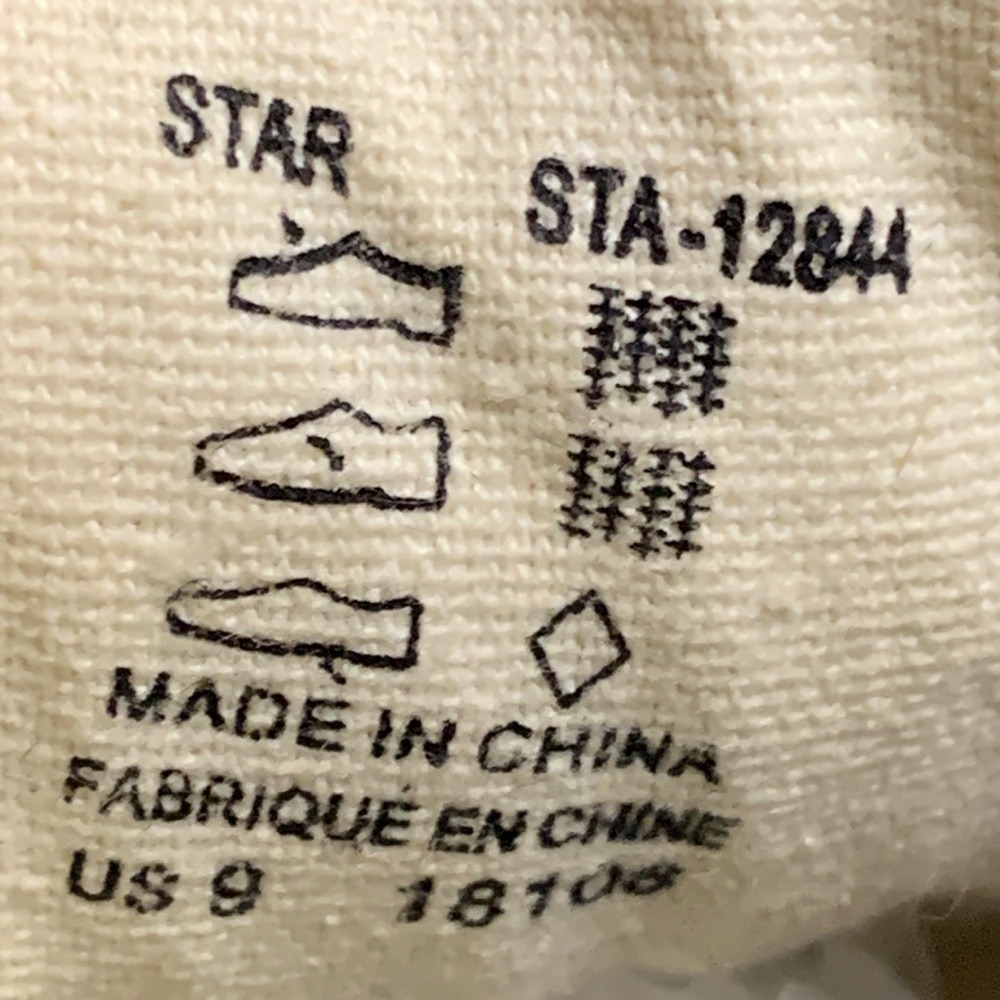 STAR
STA-12844
MADE IN CHINA
FABRIQUÉ EN CHINE
US 9